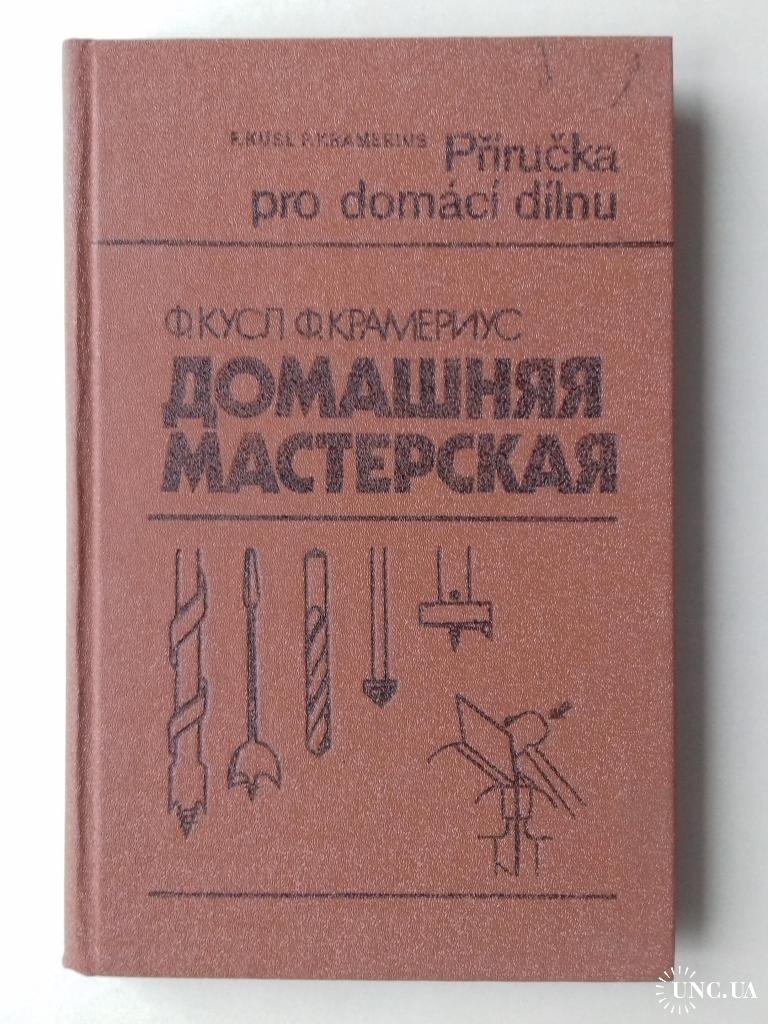 F.KUSL F.KRAMERIUS Příručka
pro domácí dílnu
Ф.КУСЛ Ф.КРАМЕРИУС
ДОМАШНЯЯ
МАСТЕРСКАЯ
UNC.UA